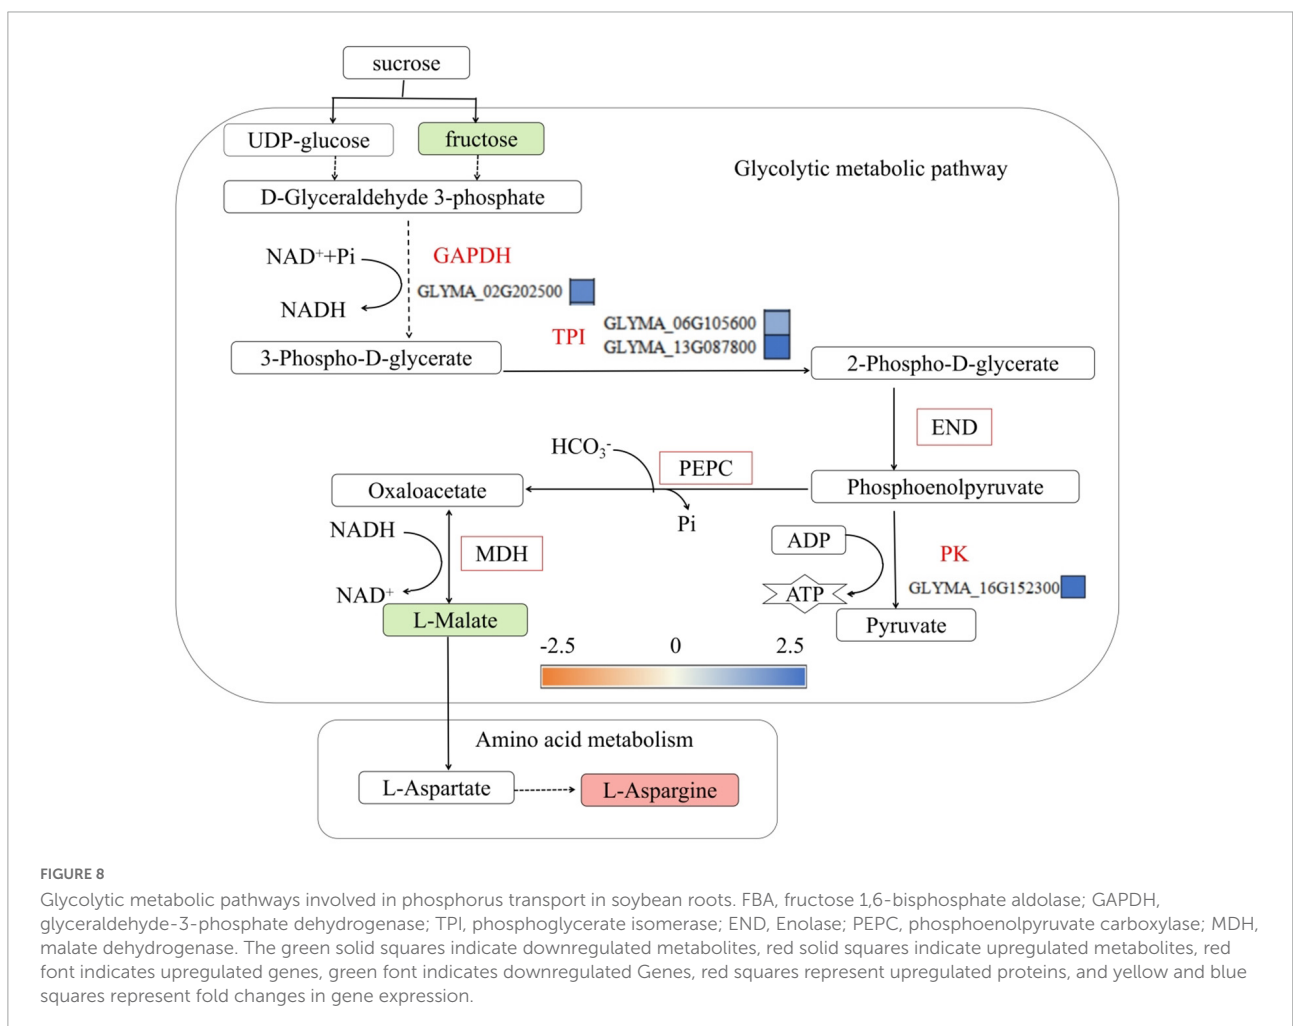 sucrose
UDP-glucose
fructose
Glycolytic metabolic pathway
D-Glyceraldehyde 3-phosphate
NAD⁺+Pi
GAPDH
GLYMA_02G202500
NADH
TPI
GLYMA_06G105600
GLYMA_13G087800
3-Phospho-D-glycerate
2-Phospho-D-glycerate
END
HCO₃⁻
PEPC
Oxaloacetate
Phosphoenolpyruvate
Pi
NADH
MDH
NAD⁺
ADP
PK
GLYMA_16G152300
ATP
L-Malate
Pyruvate
-2.5 0 2.5
Amino acid metabolism
L-Aspartate
L-Aspargine
FIGURE 8
Glycolytic metabolic pathways involved in phosphorus transport in soybean roots. FBA, fructose 1,6-bisphosphate aldolase; GAPDH,
glyceraldehyde-3-phosphate dehydrogenase; TPI, phosphoglycerate isomerase; END, Enolase; PEPC, phosphoenolpyruvate carboxylase; MDH,
malate dehydrogenase. The green solid squares indicate downregulated metabolites, red solid squares indicate upregulated metabolites, red
font indicates upregulated genes, green font indicates downregulated Genes, red squares represent upregulated proteins, and yellow and blue
squares represent fold changes in gene expression.